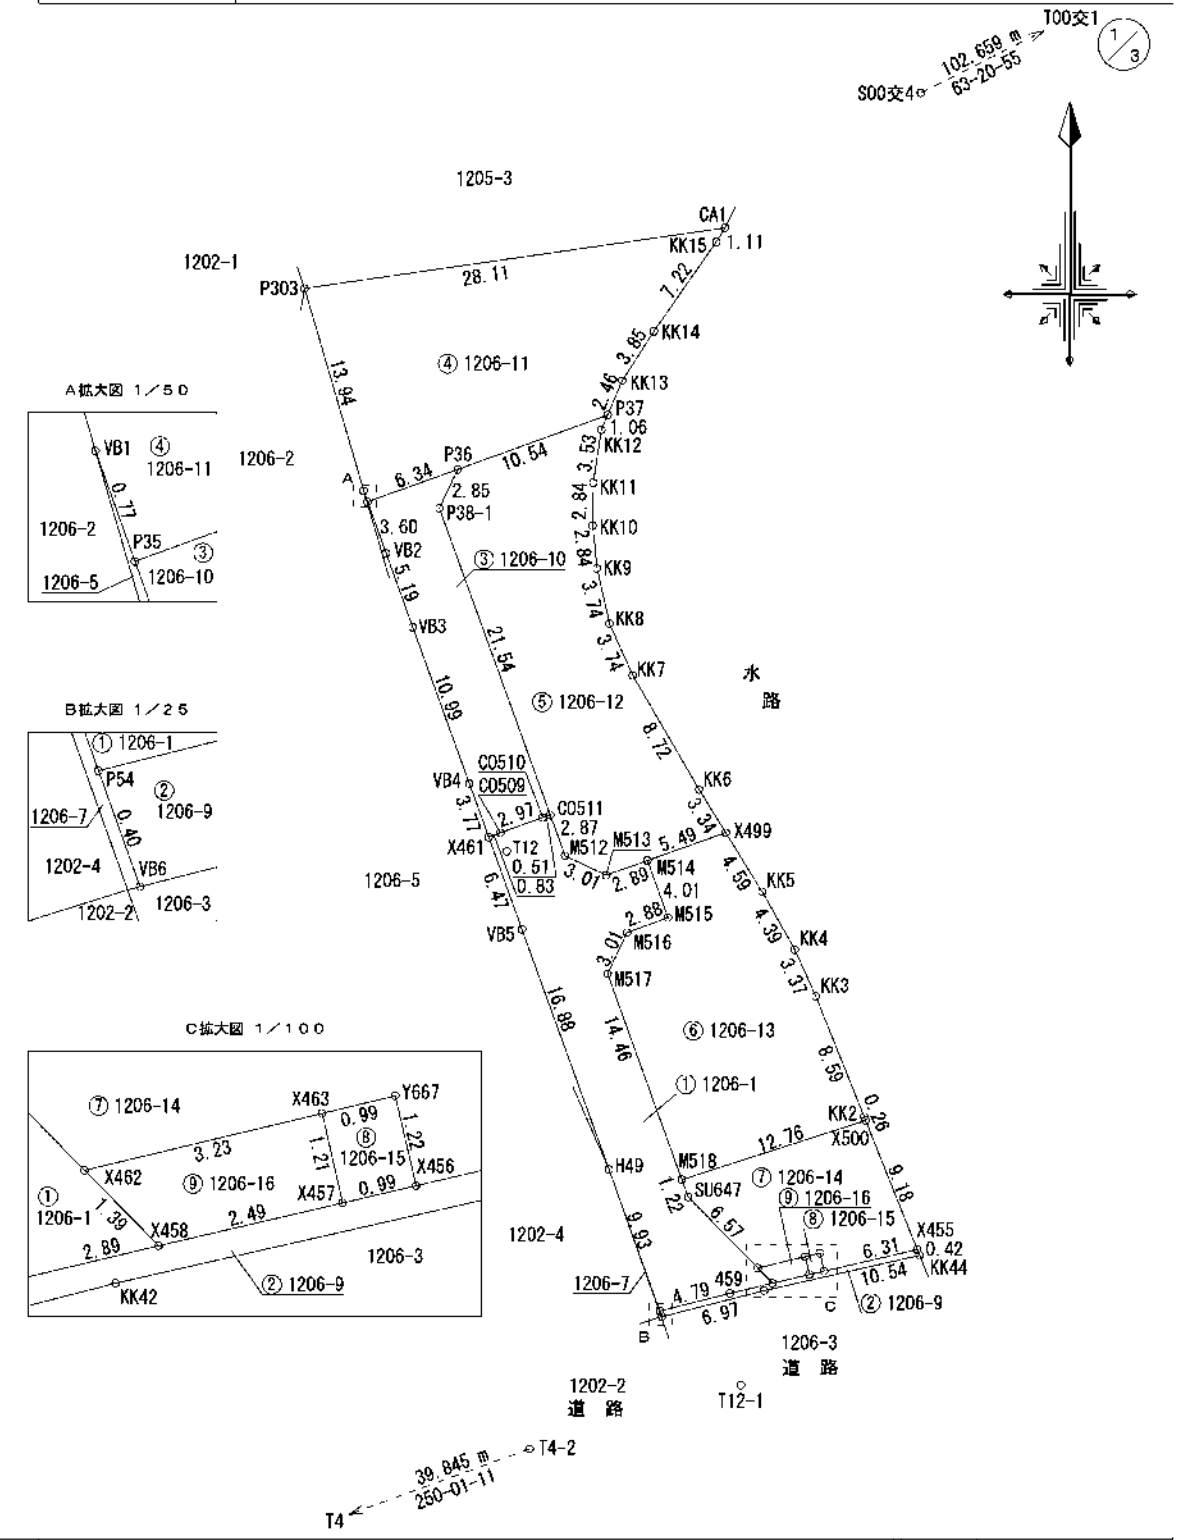 T00交1
1/3
102.659 m
63-20-55
S00交4
1205-3
CA1
KK15
1.11
1202-1
P303
28.11
7.22
KK14
3.85
④ 1206-11
13.94
KK13
2.46
P37
1.06
KK12
1206-2
P36
10.54
3.53
A
6.34
2.85
KK11
P38-1
2.84
3.60
KK10
VB2
2.84
③ 1206-10
KK9
5.19
3.74
VB3
KK8
21.54
3.74
KK7
水
路
10.99
⑤ 1206-12
8.72
CO510
VB4
CO509
KK6
3.77
2.97
CO511
3.34
2.87
M513
X499
X461
T12
M512
5.49
0.51
3.01
2.89
M514
0.83
4.01
4.59
KK5
1206-5
6.47
2.88
M515
4.39
VB5
M516
KK4
3.01
3.37
M517
KK3
16.88
14.46
⑥ 1206-13
8.59
① 1206-1
KK2
0.26
X500
12.76
H49
M518
⑦ 1206-14
1.22
SU647
⑨ 1206-16
9.18
⑧ 1206-15
6.57
X455
1202-4
9.93
6.31
0.42
KK44
1206-7
4.79
459
10.54
6.97
C
② 1206-9
B
1206-3
道 路
1202-2
道 路
T12-1
T4-2
39.845 m
250-01-11
T4
A拡大図 1/50
VB1
④
1206-11
0.77
1206-2
P35
③
1206-5
1206-10
B拡大図 1/25
① 1206-1
P54
②
1206-9
1206-7
0.40
1202-4
VB6
1202-2
1206-3
C拡大図 1/100
⑦ 1206-14
X463
Y667
0.99
3.23
1.21
⑧
1206-15
1.22
X462
X456
⑨ 1206-16
X457
0.99
①
1206-1
1.39
X458
2.49
2.89
1206-3
KK42
② 1206-9